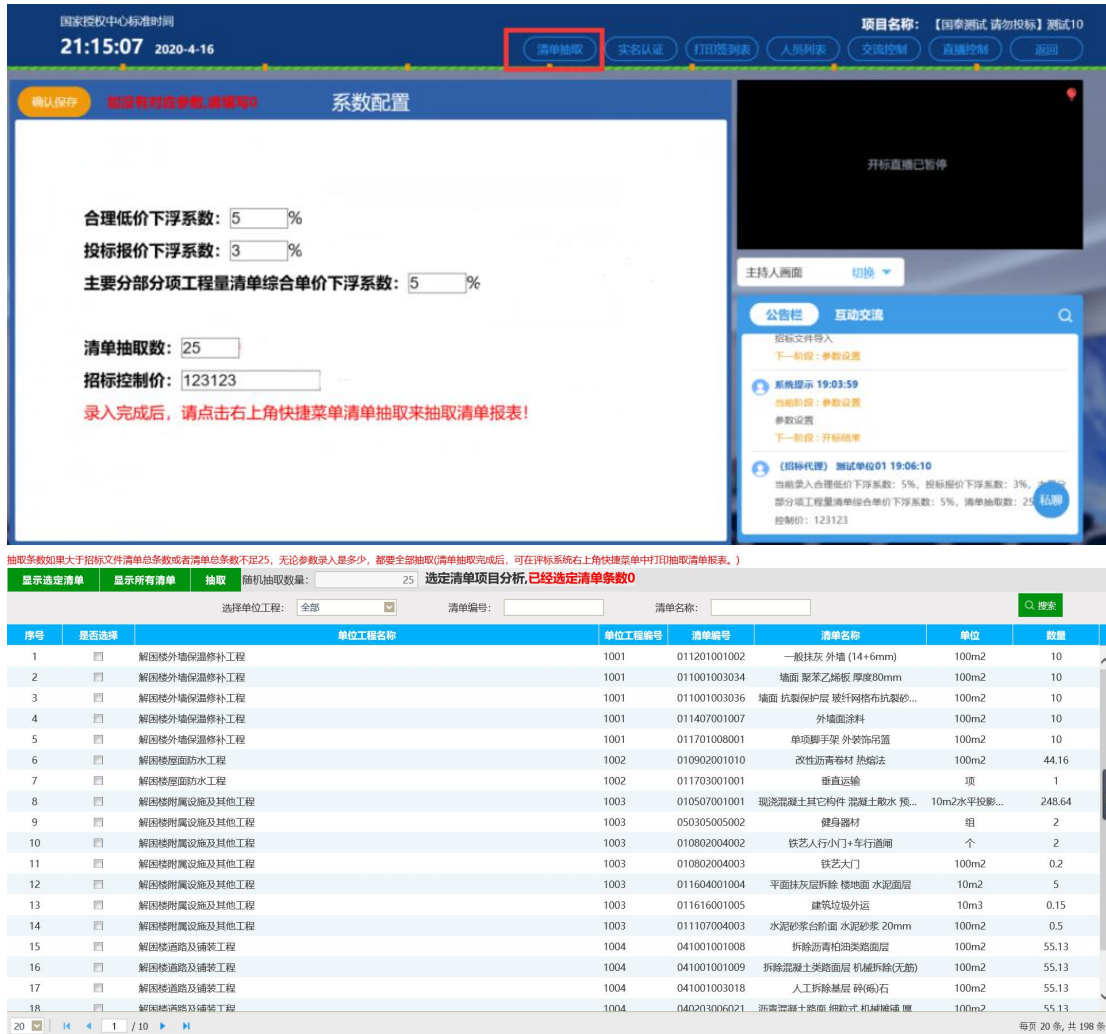 国家授权中心标准时间
21:15:07 2020-4-16
项目名称： 【国泰测试 请勿投标】测试10
清单抽取 实名认证 打印签到表 人员列表 交流控制 直播控制 返回
确认保存 如没有对应参数,请填写0 系数配置
合理低价下浮系数： 5 %
投标报价下浮系数： 3 %
主要分部分项工程量清单综合单价下浮系数： 5 %
清单抽取数： 25
招标控制价： 123123
录入完成后，请点击右上角快捷菜单清单抽取来抽取清单报表！
开标直播已暂停
主持人画面 切换
公告栏 互动交流
招标文件导入
下一阶段：参数设置
系统提示 19:03:59
当前阶段：参数设置
参数设置
下一阶段：开标结束
（招标代理） 测试单位01 19:06:10
当前录入合理低价下浮系数：5%，投标报价下浮系数：3%，主要分
部分项工程量清单综合单价下浮系数：5%，清单抽取数：25
控制价：123123
私聊
抽取条数如果大于招标文件清单总条数或者清单总条数不足25，无论参数录入是多少，都要全部抽取(清单抽取完成后，可在评标系统右上角快捷菜单中打印抽取清单报表。)
显示选定清单 显示所有清单 抽取 随机抽取数量： 25 选定清单项目分析,已经选定清单条数0
选择单位工程： 全部 清单编号： 清单名称： 搜索
序号 是否选择 单位工程名称 单位工程编号 清单编号 清单名称 单位 数量
1 解困楼外墙保温修补工程 1001 011201001002 一般抹灰 外墙 (14+6mm) 100m2 10
2 解困楼外墙保温修补工程 1001 011001003034 墙面 聚苯乙烯板 厚度80mm 100m2 10
3 解困楼外墙保温修补工程 1001 011001003036 墙面 抗裂保护层 玻纤网格布抗裂砂... 100m2 10
4 解困楼外墙保温修补工程 1001 011407001007 外墙面涂料 100m2 10
5 解困楼外墙保温修补工程 1001 011701008001 单项脚手架 外装饰吊篮 100m2 10
6 解困楼屋面防水工程 1002 010902001010 改性沥青卷材 热熔法 100m2 44.16
7 解困楼屋面防水工程 1002 011703001001 垂直运输 项 1
8 解困楼附属设施及其他工程 1003 010507001001 现浇混凝土其它构件 混凝土散水 预... 10m2水平投影... 248.64
9 解困楼附属设施及其他工程 1003 050305005002 健身器材 组 2
10 解困楼附属设施及其他工程 1003 010802004002 铁艺人行小门+车行道闸 个 2
11 解困楼附属设施及其他工程 1003 010802004003 铁艺大门 100m2 0.2
12 解困楼附属设施及其他工程 1003 011604001004 平面抹灰层拆除 楼地面 水泥面层 10m2 5
13 解困楼附属设施及其他工程 1003 011616001005 建筑垃圾外运 10m3 0.15
14 解困楼附属设施及其他工程 1003 011107004003 水泥砂浆台阶面 水泥砂浆 20mm 100m2 0.5
15 解困楼道路及铺装工程 1004 041001001008 拆除沥青柏油类路面层 100m2 55.13
16 解困楼道路及铺装工程 1004 041001001009 拆除混凝土类路面层 机械拆除(无筋) 100m2 55.13
17 解困楼道路及铺装工程 1004 041001003018 人工拆除基层 碎(砾)石 100m2 55.13
18 解困楼道路及铺装工程 1004 040203006021 沥青混凝土路面 细粒式 机械摊铺 厚 100m2 55.13
20 1 / 10 每页 20 条, 共 198 条